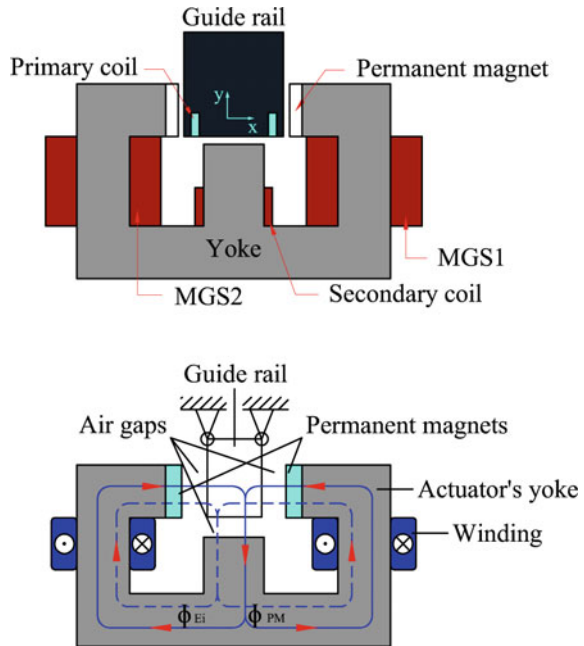 Guide rail
Primary coil
Permanent magnet
y
x
Yoke
MGS1
MGS2
Secondary coil
Guide rail
Air gaps
Permanent magnets
Actuator's yoke
Winding
ϕ Ei
ϕ PM